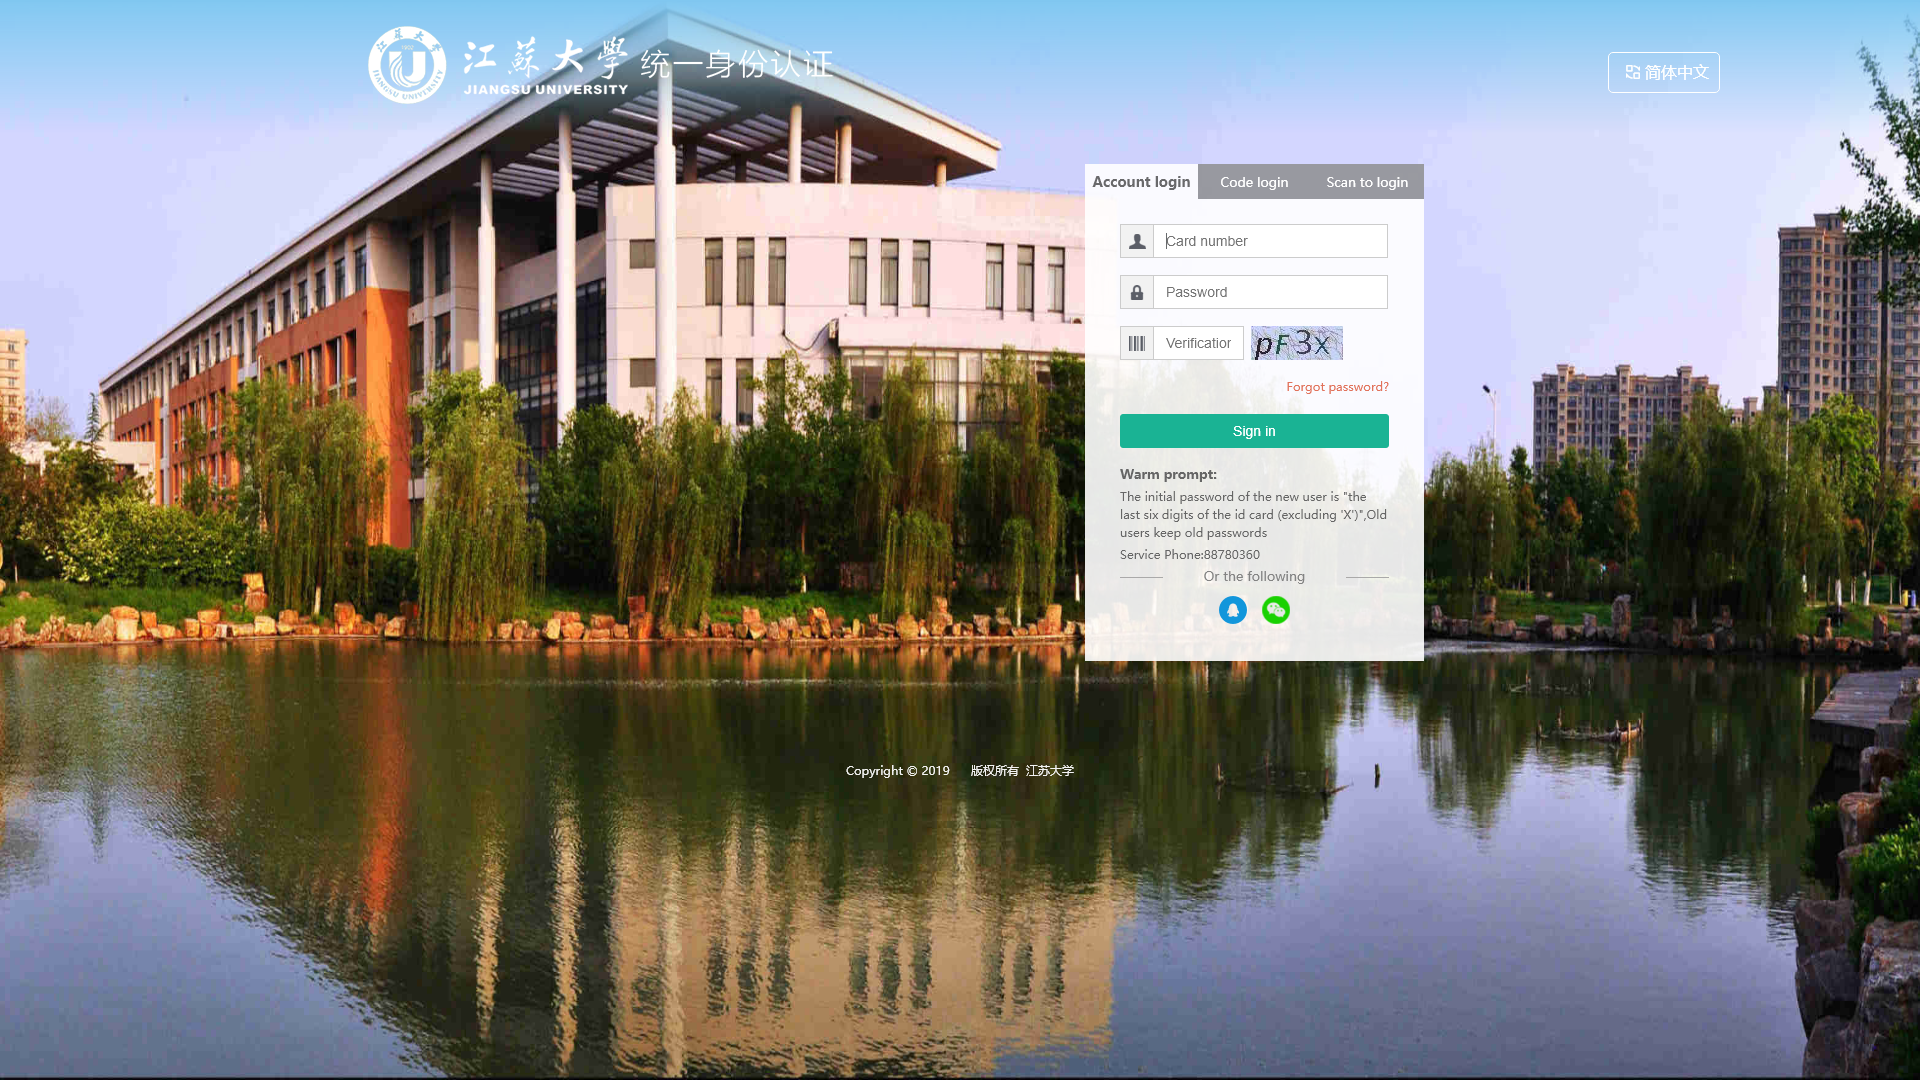 江蘇大學 统一身份认证
JIANGSU UNIVERSITY
简体中文
Account login Code login Scan to login
Card number
Password
Verification
pF3x
Forgot password?
Sign in
Warm prompt:
The initial password of the new user is "the
last six digits of the id card (excluding 'X')",Old
users keep old passwords
Service Phone:88780360
Or the following
Copyright © 2019 版权所有 江苏大学